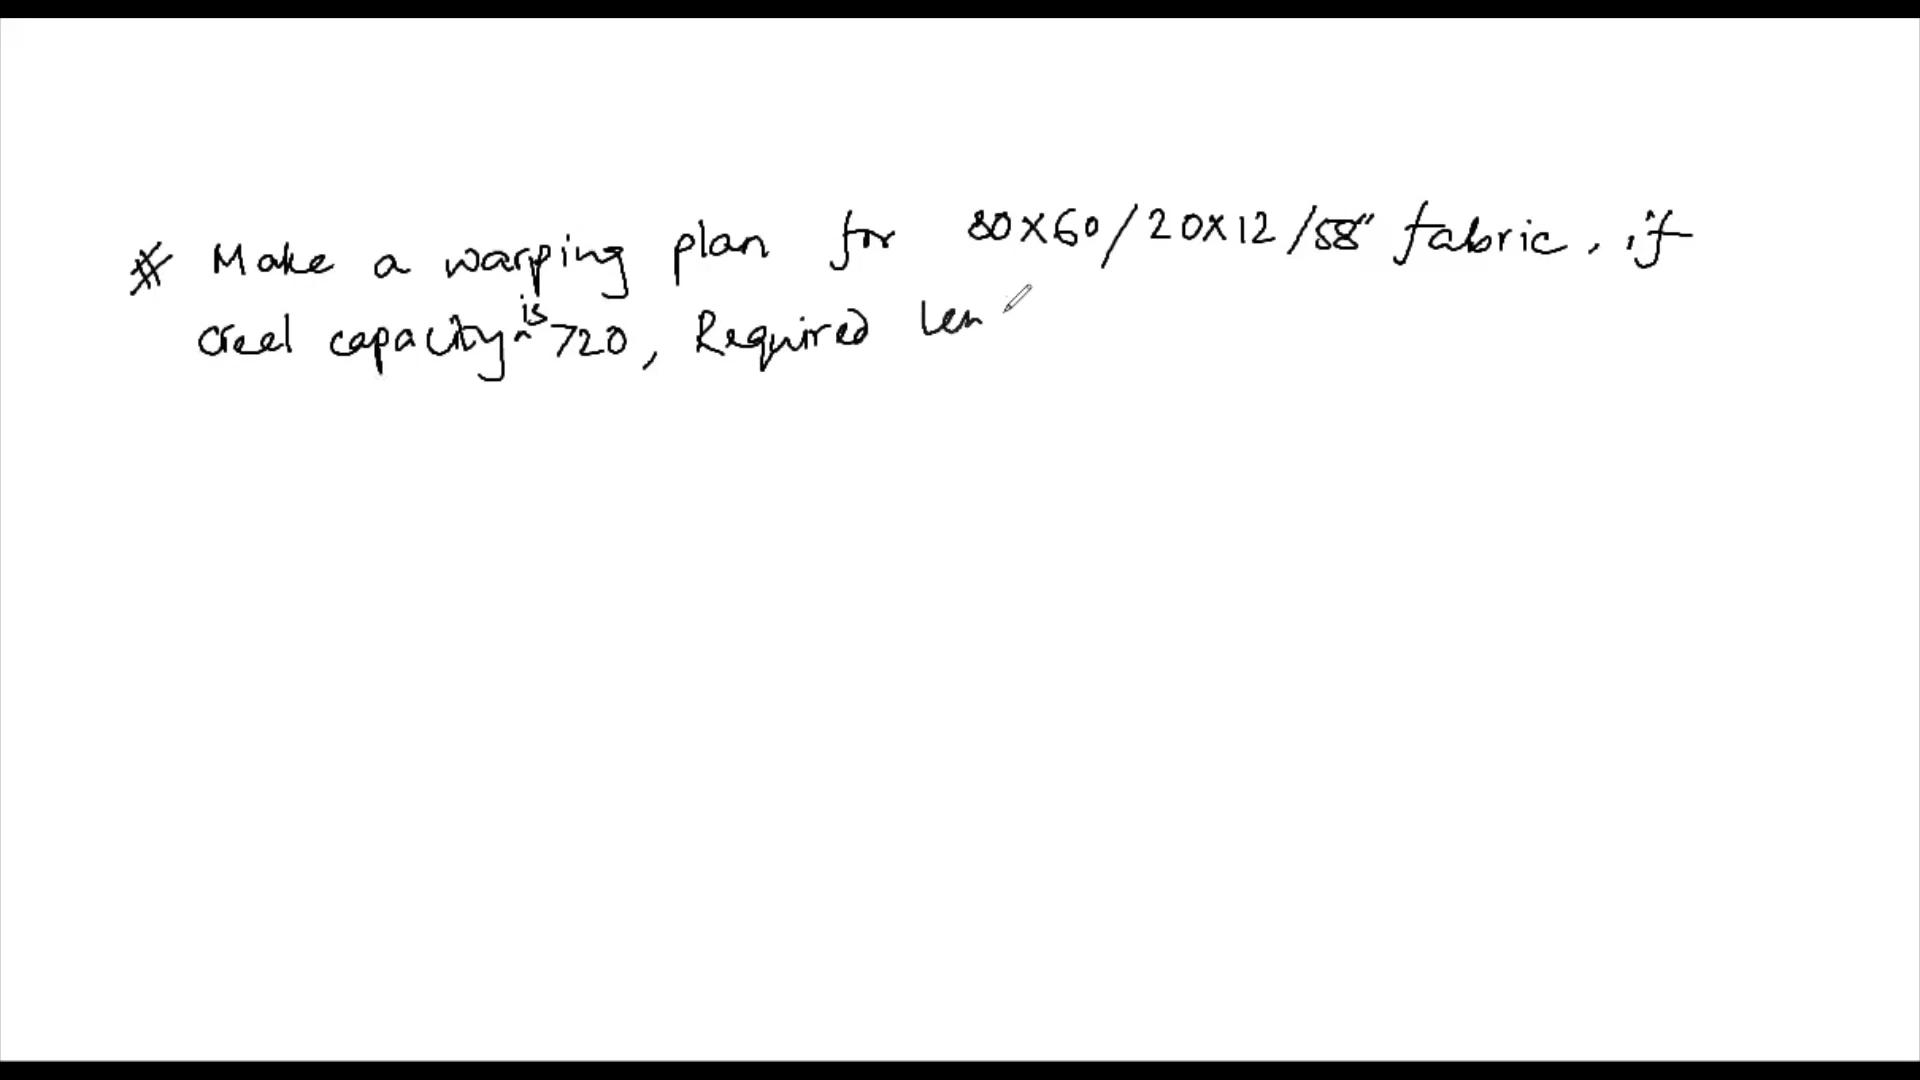 # Make a warping plan for 80x60/20x12/58" fabric, if
creel capacity ^is 720, Required len